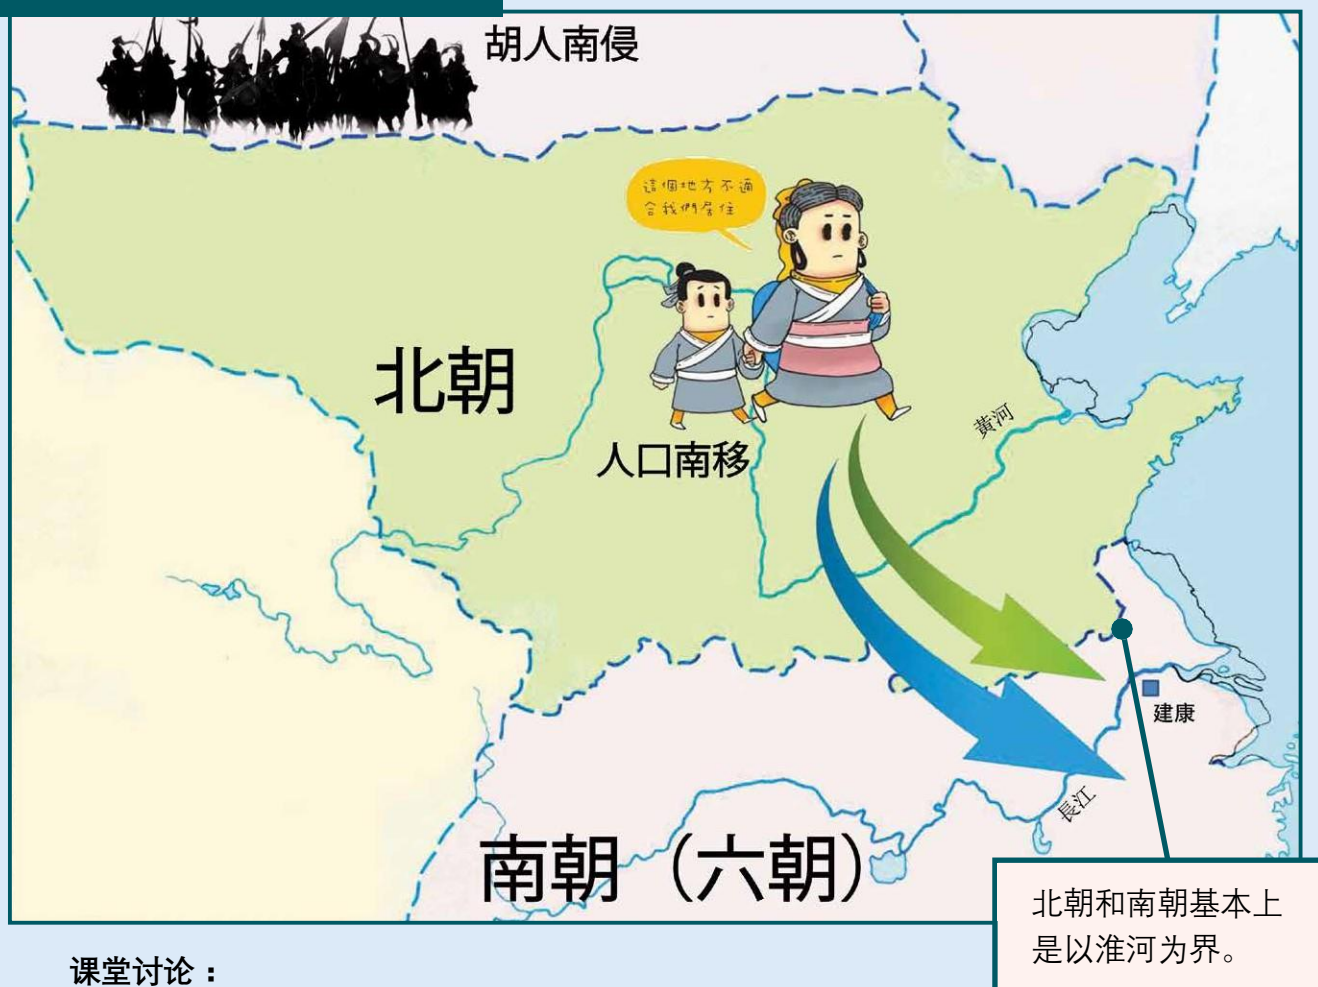 胡人南侵
這個地方不適
合我們居住
北朝
人口南移
黃河
建康
長江
南朝（六朝）
北朝和南朝基本上
是以淮河为界。
课堂讨论：